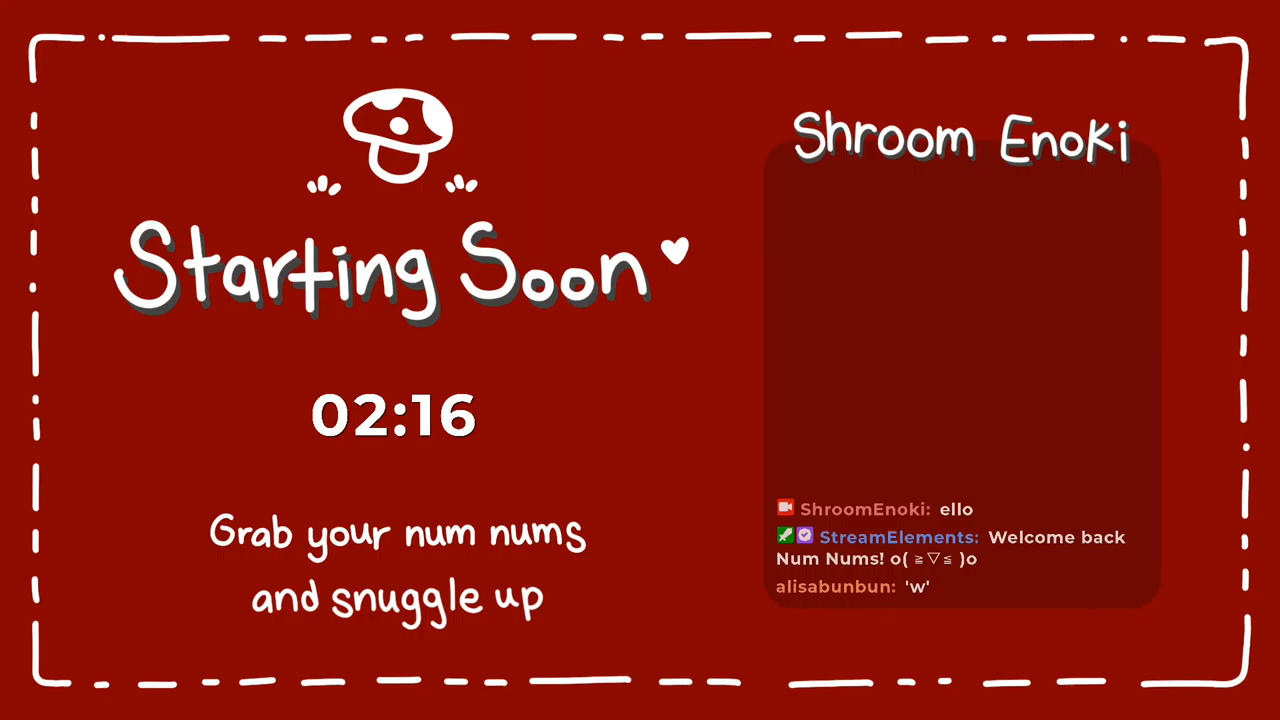 Starting Soon
02:16
Grab your num nums
and snuggle up
Shroom Enoki
ShroomEnoki: ello
StreamElements: Welcome back
Num Nums! o( ≧▽≦ )o
alisabunbun: 'w'